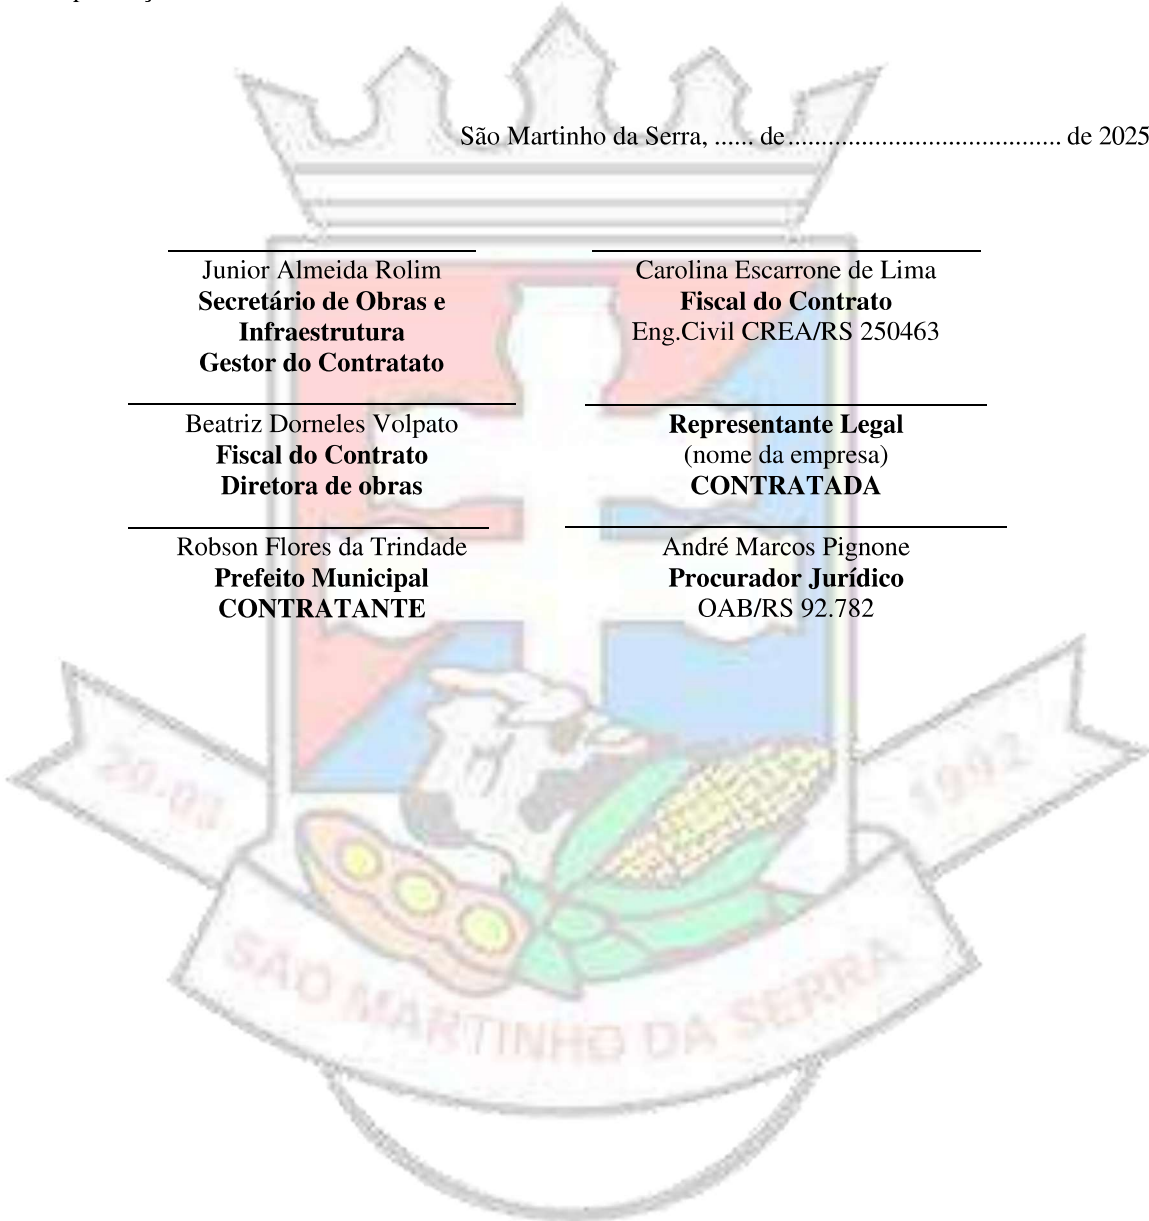 São Martinho da Serra, ...... de......................................... de 2025
Junior Almeida Rolim
Secretário de Obras e
Infraestrutura
Gestor do Contratato
Carolina Escarrone de Lima
Fiscal do Contrato
Eng.Civil CREA/RS 250463
Beatriz Dorneles Volpato
Fiscal do Contrato
Diretora de obras
Representante Legal
(nome da empresa)
CONTRATADA
Robson Flores da Trindade
Prefeito Municipal
CONTRATANTE
André Marcos Pignone
Procurador Jurídico
OAB/RS 92.782
1992
SÃO MARTINHO DA SERRA